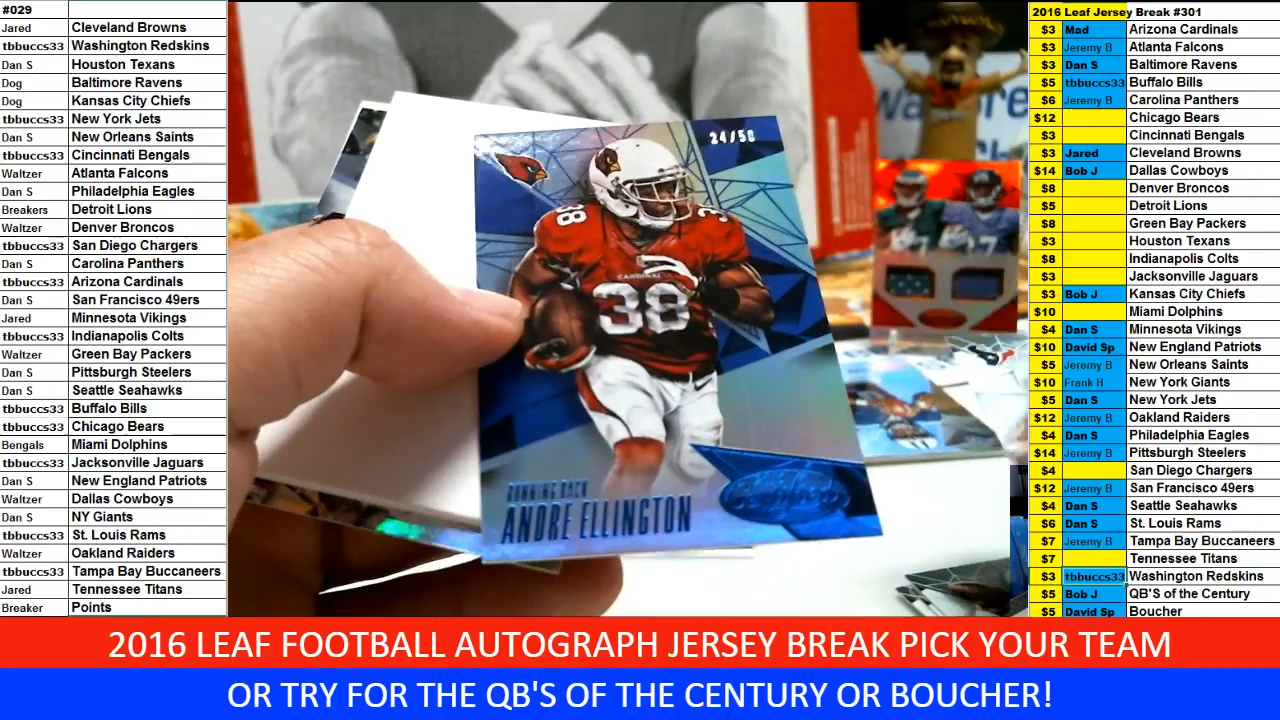 #029
Jared Cleveland Browns
tbbuccs33 Washington Redskins
Dan S Houston Texans
Dog Baltimore Ravens
Dog Kansas City Chiefs
tbbuccs33 New York Jets
Dan S New Orleans Saints
tbbuccs33 Cincinnati Bengals
Waltzer Atlanta Falcons
Dan S Philadelphia Eagles
Breakers Detroit Lions
Waltzer Denver Broncos
tbbuccs33 San Diego Chargers
Dan S Carolina Panthers
tbbuccs33 Arizona Cardinals
Dan S San Francisco 49ers
Jared Minnesota Vikings
tbbuccs33 Indianapolis Colts
Waltzer Green Bay Packers
Dan S Pittsburgh Steelers
Dan S Seattle Seahawks
tbbuccs33 Buffalo Bills
tbbuccs33 Chicago Bears
Bengals Miami Dolphins
tbbuccs33 Jacksonville Jaguars
Dan S New England Patriots
Waltzer Dallas Cowboys
Dan S NY Giants
tbbuccs33 St. Louis Rams
Waltzer Oakland Raiders
tbbuccs33 Tampa Bay Buccaneers
Jared Tennessee Titans
Breaker Points
24/50
38
38
CARDINALS
38
RUNNING BACK
ANDRE ELLINGTON
Certified
2016 Leaf Jersey Break #301
$3 Mad Arizona Cardinals
$3 Jeremy B Atlanta Falcons
$3 Dan S Baltimore Ravens
$5 tbbuccs33 Buffalo Bills
$6 Jeremy B Carolina Panthers
$12 Chicago Bears
$3 Cincinnati Bengals
$3 Jared Cleveland Browns
$14 Bob J Dallas Cowboys
$8 Denver Broncos
$5 Detroit Lions
$8 Green Bay Packers
$3 Houston Texans
$8 Indianapolis Colts
$3 Jacksonville Jaguars
$3 Bob J Kansas City Chiefs
$10 Miami Dolphins
$4 Dan S Minnesota Vikings
$10 David Sp New England Patriots
$5 Jeremy B New Orleans Saints
$10 Frank H New York Giants
$5 Dan S New York Jets
$12 Jeremy B Oakland Raiders
$4 Dan S Philadelphia Eagles
$14 Jeremy B Pittsburgh Steelers
$4 San Diego Chargers
$12 Jeremy B San Francisco 49ers
$4 Dan S Seattle Seahawks
$6 Dan S St. Louis Rams
$7 Jeremy B Tampa Bay Buccaneers
$7 Tennessee Titans
$3 tbbuccs33 Washington Redskins
$5 Bob J QB'S of the Century
$5 David Sp Boucher
2016 LEAF FOOTBALL AUTOGRAPH JERSEY BREAK PICK YOUR TEAM
OR TRY FOR THE QB'S OF THE CENTURY OR BOUCHER!